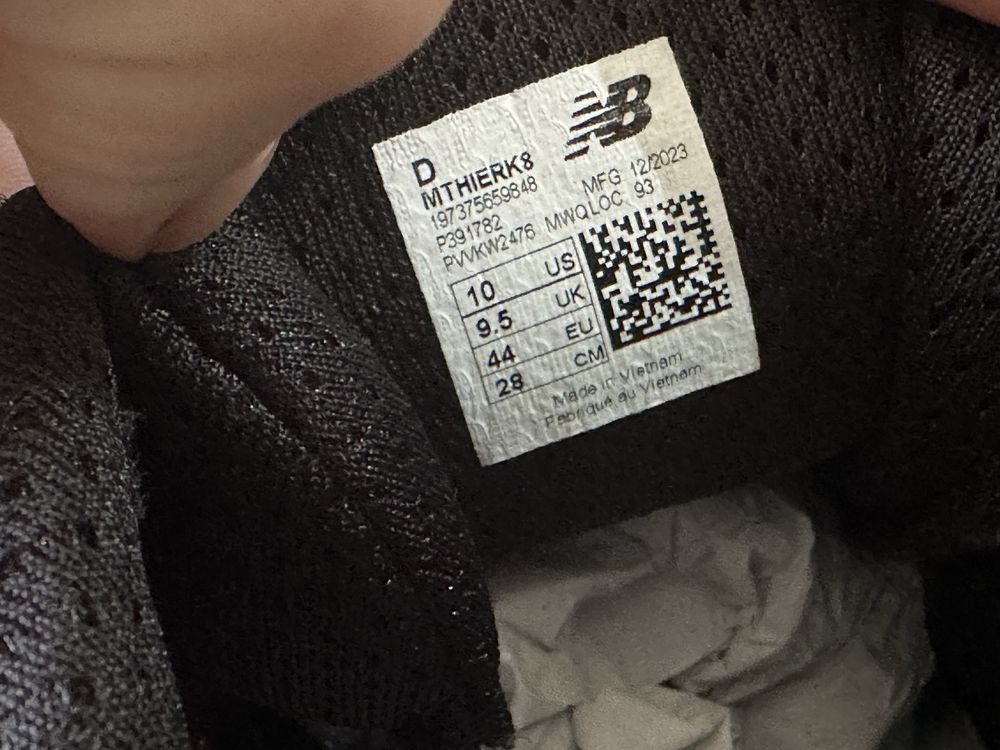 NB
D
MTHIERK8
197375659848
P391782 MFG 12/2023
PVVKW2476 MWQLOC 93
10 US
9.5 UK
44 EU
28 CM
Made in Vietnam
Fabriqué au Vietnam